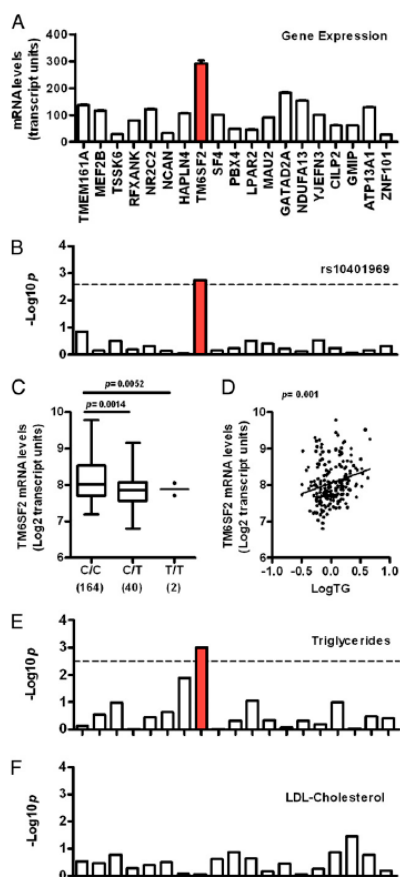 A
Gene Expression
mRNA levels
(transcript units)
400
300
200
100
0
TMEM161A
MEF2B
TSSK6
RFXANK
NR2C2
NCAN
HAPLN4
TM6SF2
SF4
PBX4
LPAR2
MAU2
GATAD2A
NDUFA13
YJEFN3
CILP2
GMIP
ATP13A1
ZNF101
B
rs10401969
-Log10 p
4
3
2
1
0
C
p= 0.0052
p= 0.0014
TM6SF2 mRNA levels
(Log2 transcript units)
10
9
8
7
6
C/C
C/T
T/T
(164)
(40)
(2)
D
p= 0.001
TM6SF2 mRNA levels
(Log2 transcript units)
10
9
8
7
6
-1.0
-0.5
0.0
0.5
1.0
LogTG
E
Triglycerides
-Log10p
4
3
2
1
0
F
LDL-Cholesterol
-Log10p
4
3
2
1
0